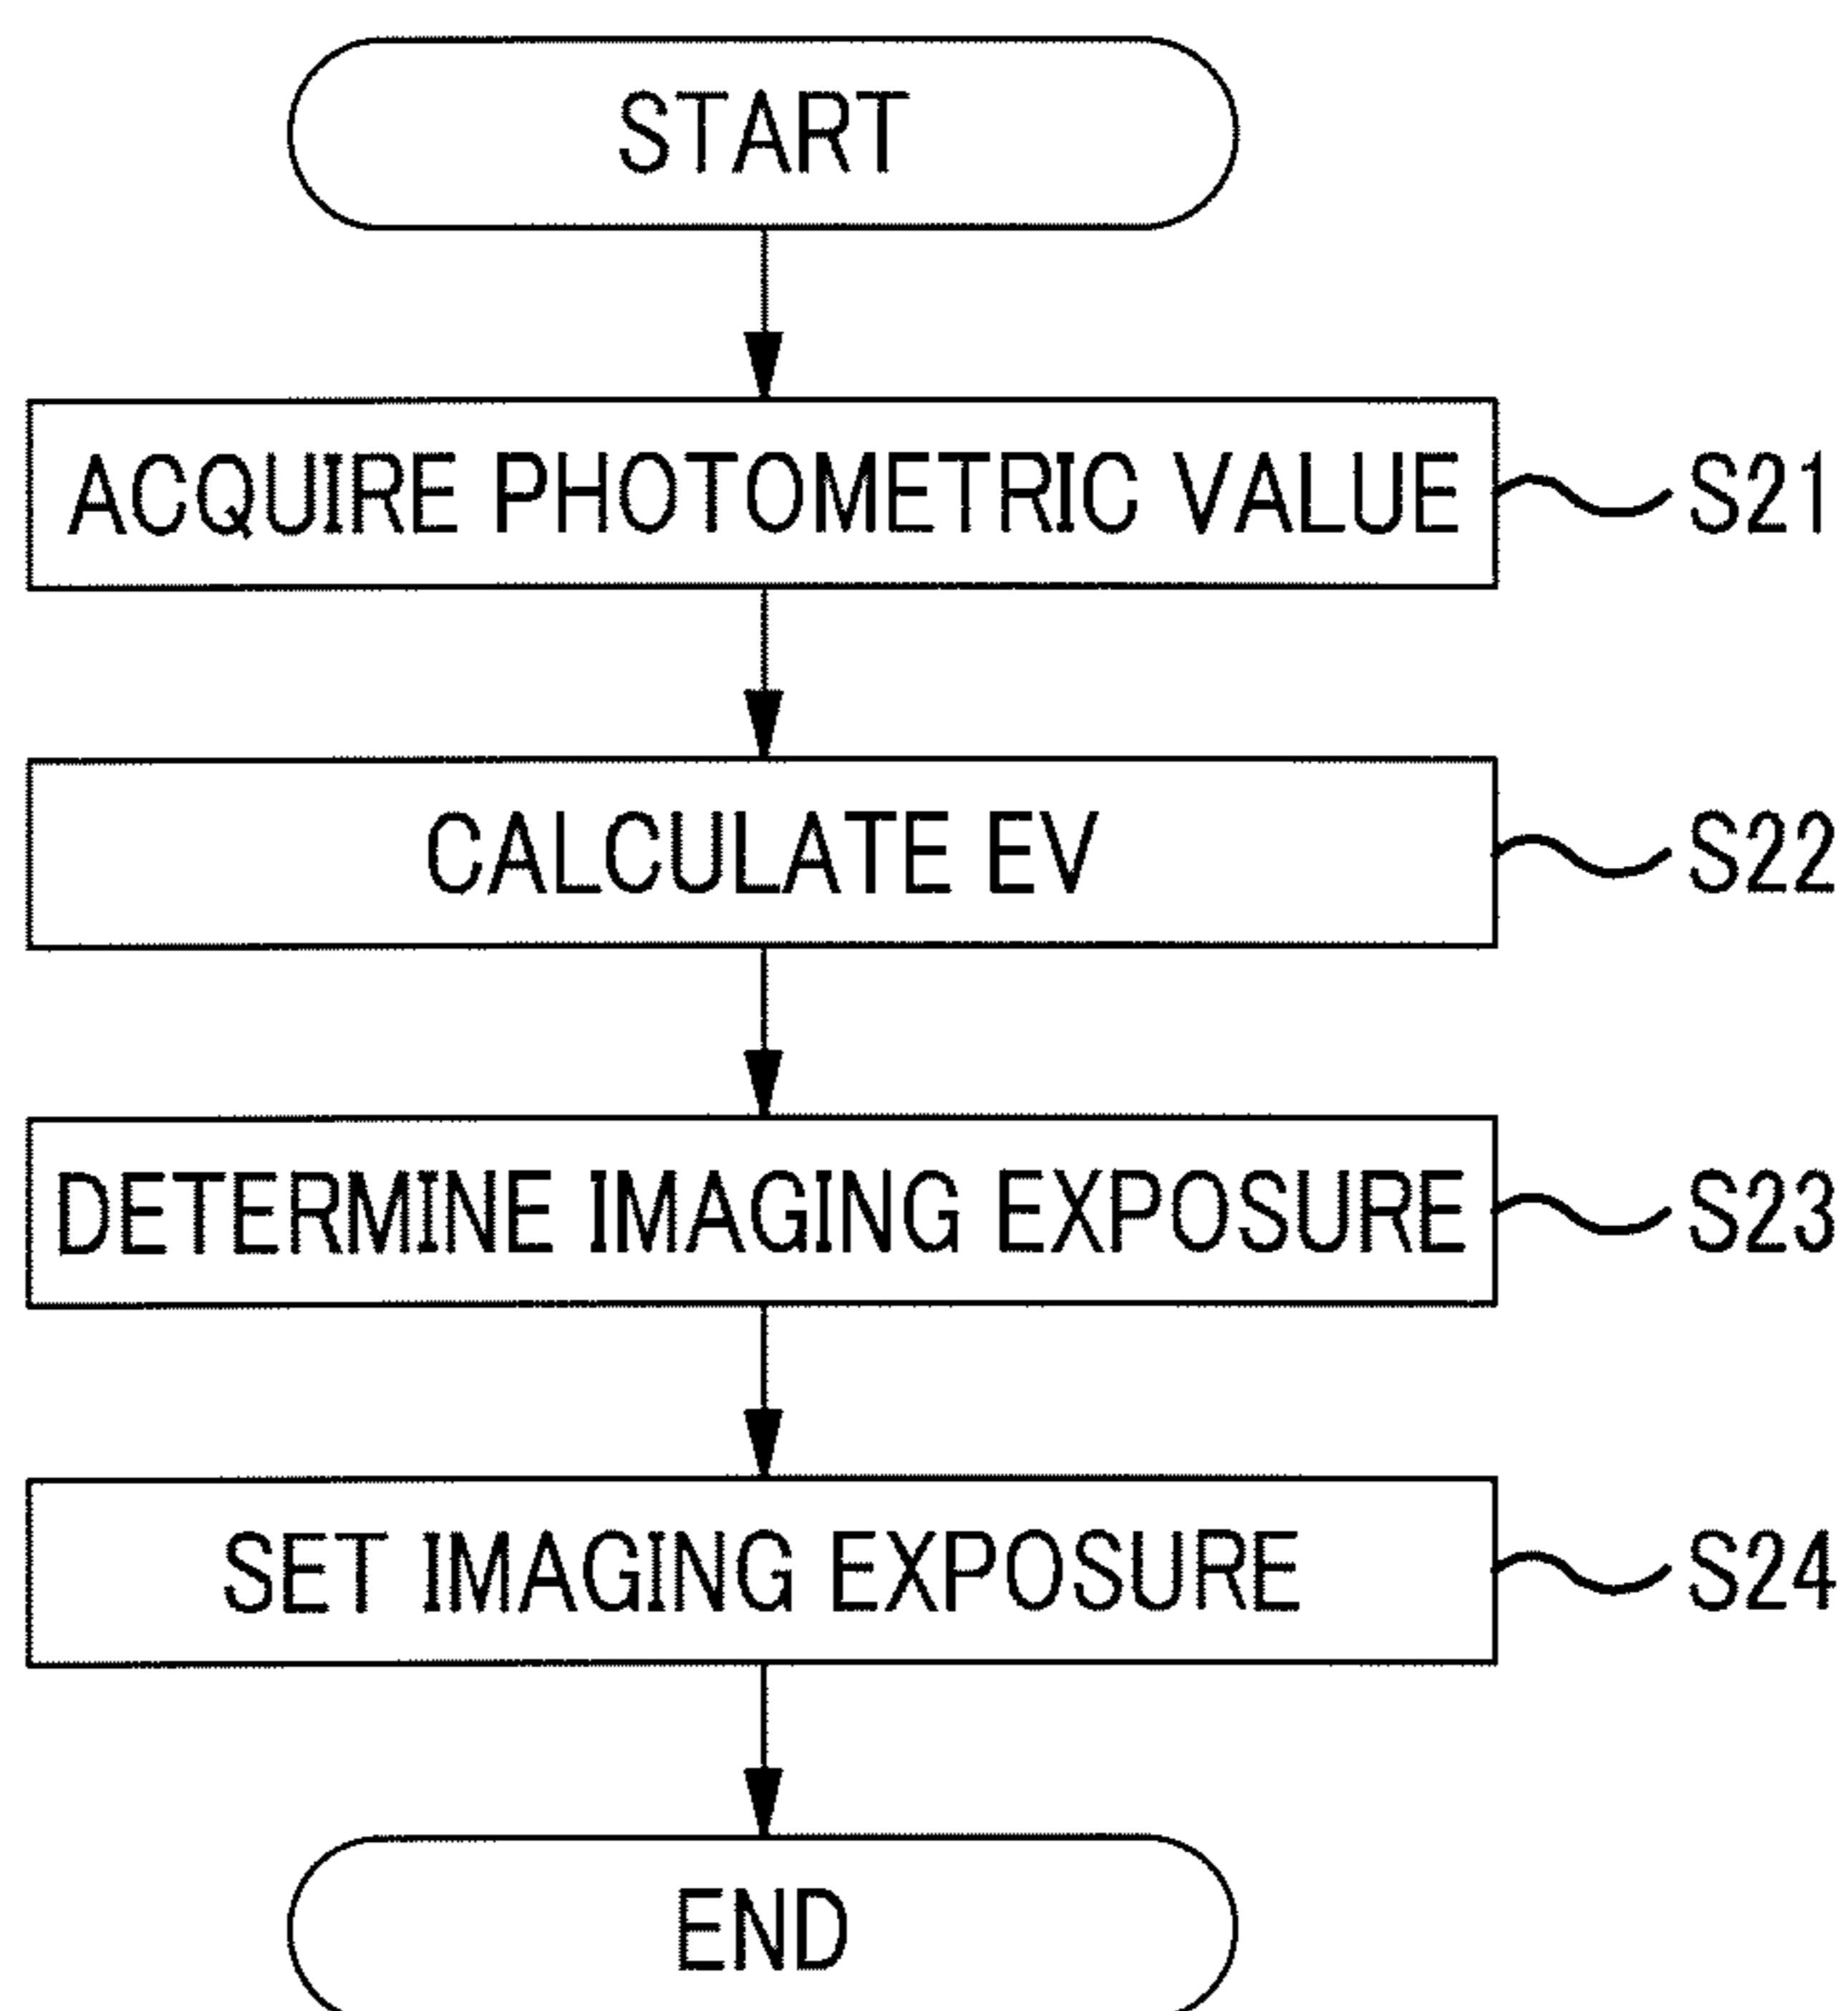 START
ACQUIRE PHOTOMETRIC VALUE S21
CALCULATE EV S22
DETERMINE IMAGING EXPOSURE S23
SET IMAGING EXPOSURE S24
END